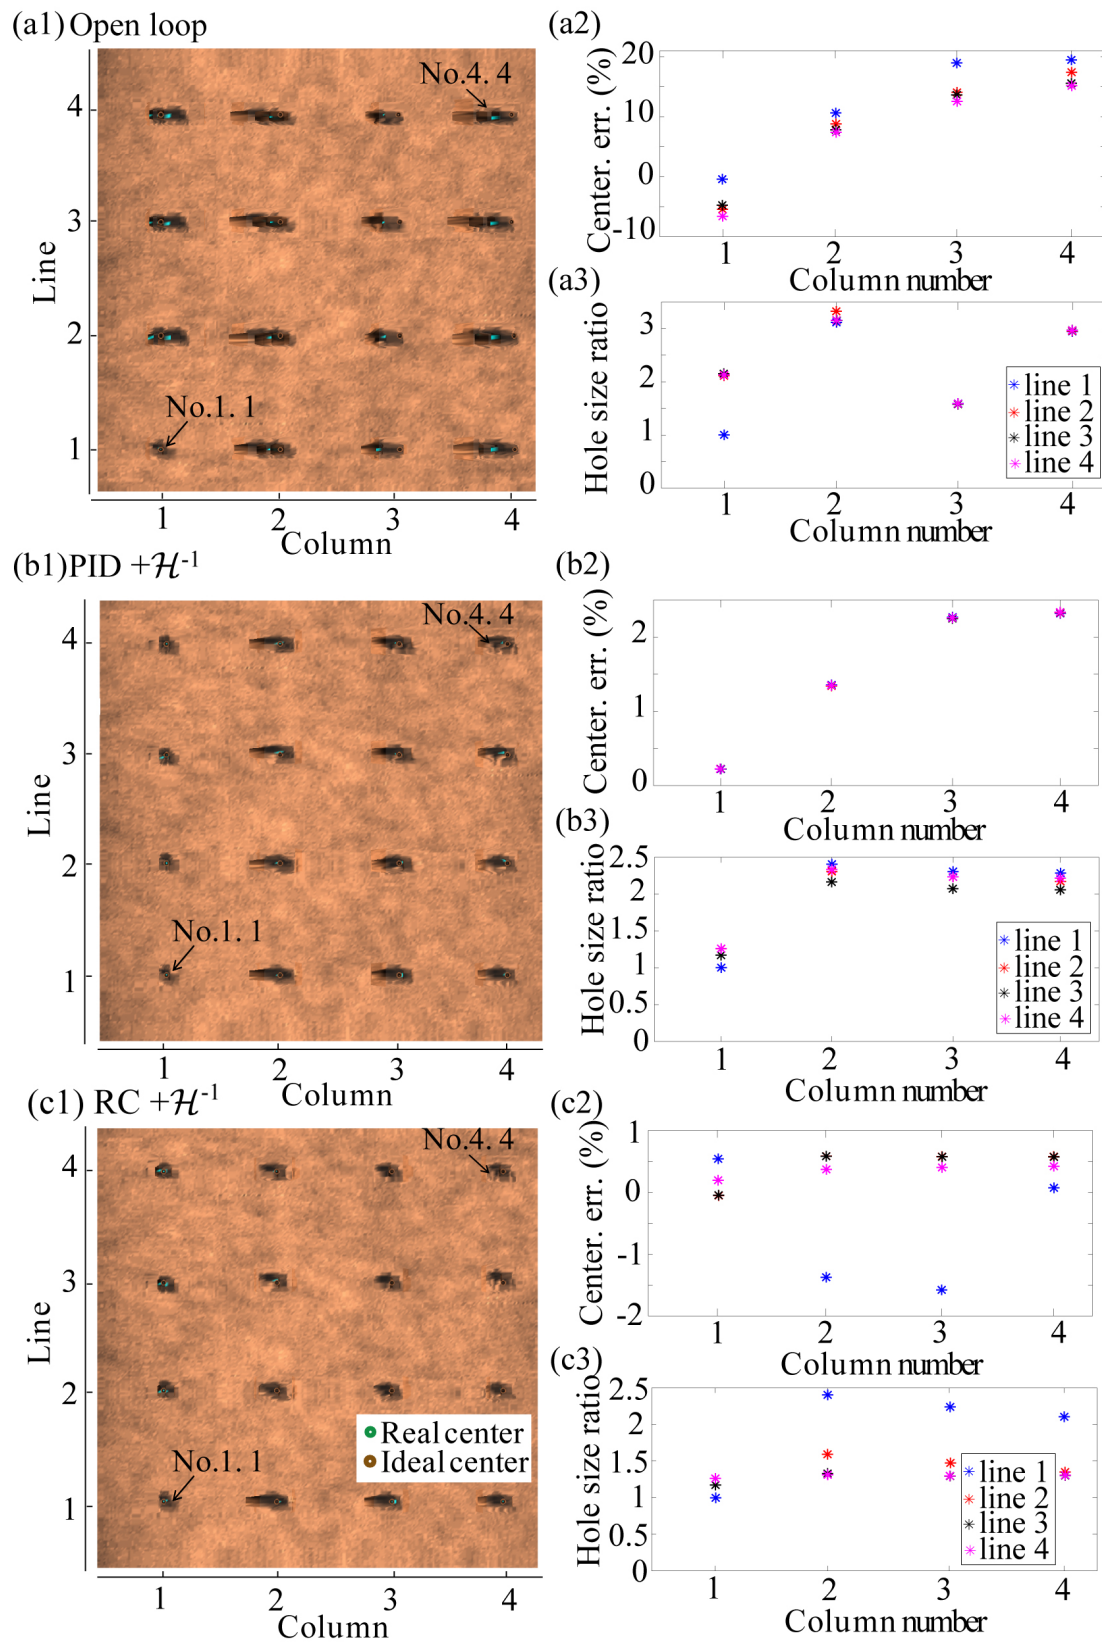 (a1) Open loop
No.4. 4
4
3
2
1
Line
No.1. 1
1 2 3 4
Column
(a2)
Center. err. (%)
20
10
0
-10
1 2 3 4
Column number
(a3)
Hole size ratio
3
2
1
0
line 1
line 2
line 3
line 4
1 2 3 4
Column number
(b1) PID +ℋ⁻¹
No.4. 4
4
3
2
1
Line
No.1. 1
1 2 3 4
Column
(b2)
Center. err. (%)
2
1
0
1 2 3 4
Column number
(b3)
Hole size ratio
2.5
2
1.5
1
0.5
0
line 1
line 2
line 3
line 4
1 2 3 4
Column number
(c1) RC +ℋ⁻¹
No.4. 4
4
3
2
1
Line
Real center
Ideal center
No.1. 1
1 2 3 4
Column
(c2)
Center. err. (%)
1
0
-1
-2
1 2 3 4
Column number
(c3)
Hole size ratio
2.5
2
1.5
1
0.5
0
line 1
line 2
line 3
line 4
1 2 3 4
Column number